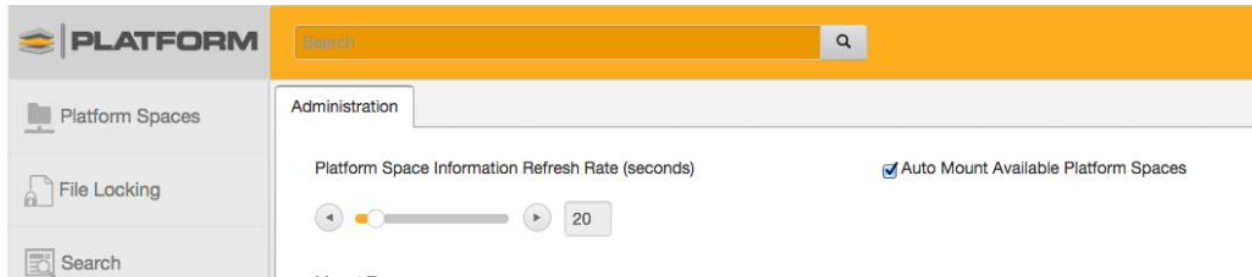 PLATFORM
Search
Platform Spaces
File Locking
Search
Administration
Platform Space Information Refresh Rate (seconds)
Auto Mount Available Platform Spaces
20